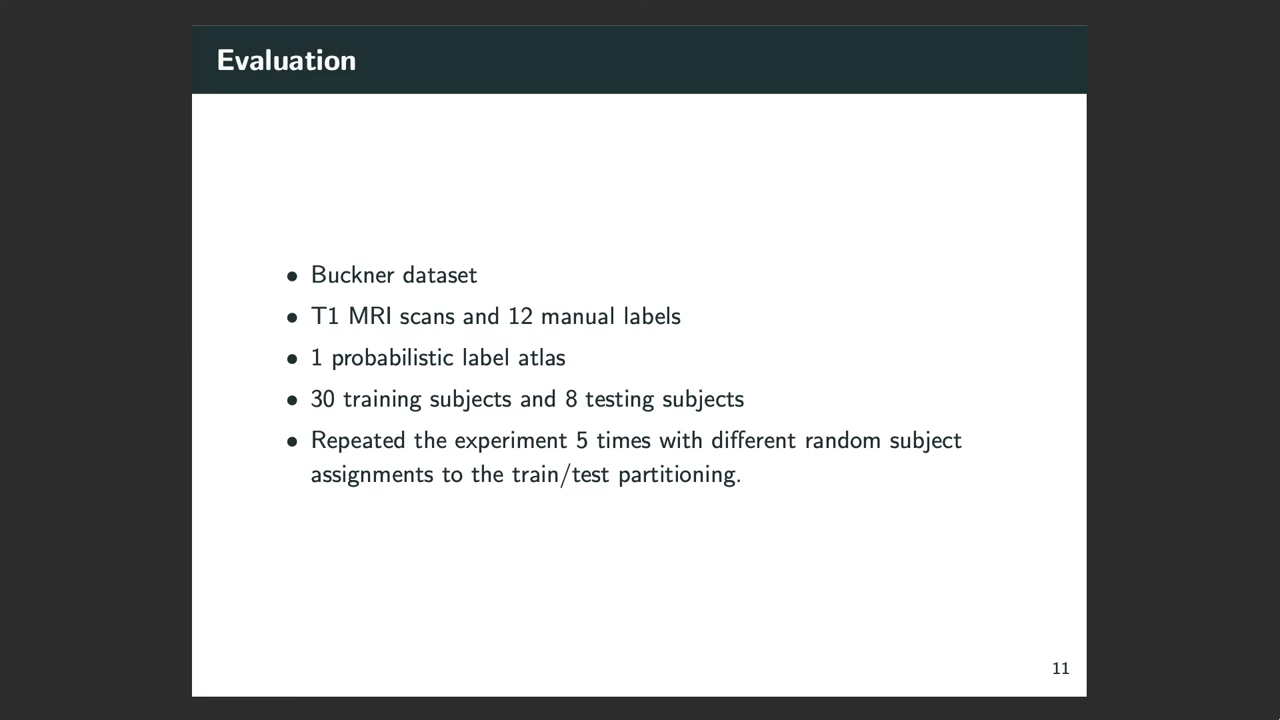 Evaluation
• Buckner dataset
• T1 MRI scans and 12 manual labels
• 1 probabilistic label atlas
• 30 training subjects and 8 testing subjects
• Repeated the experiment 5 times with different random subject
assignments to the train/test partitioning.
11